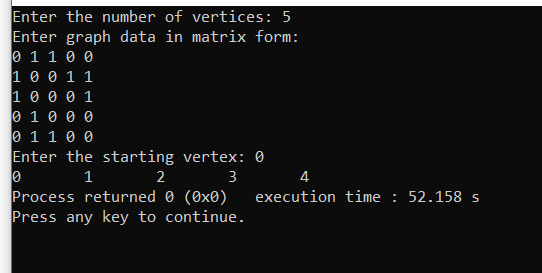 Enter the number of vertices: 5
Enter graph data in matrix form:
0 1 1 0 0
1 0 0 1 1
1 0 0 0 1
0 1 0 0 0
0 1 1 0 0
Enter the starting vertex: 0
0       1       2       3       4
Process returned 0 (0x0)   execution time : 52.158 s
Press any key to continue.